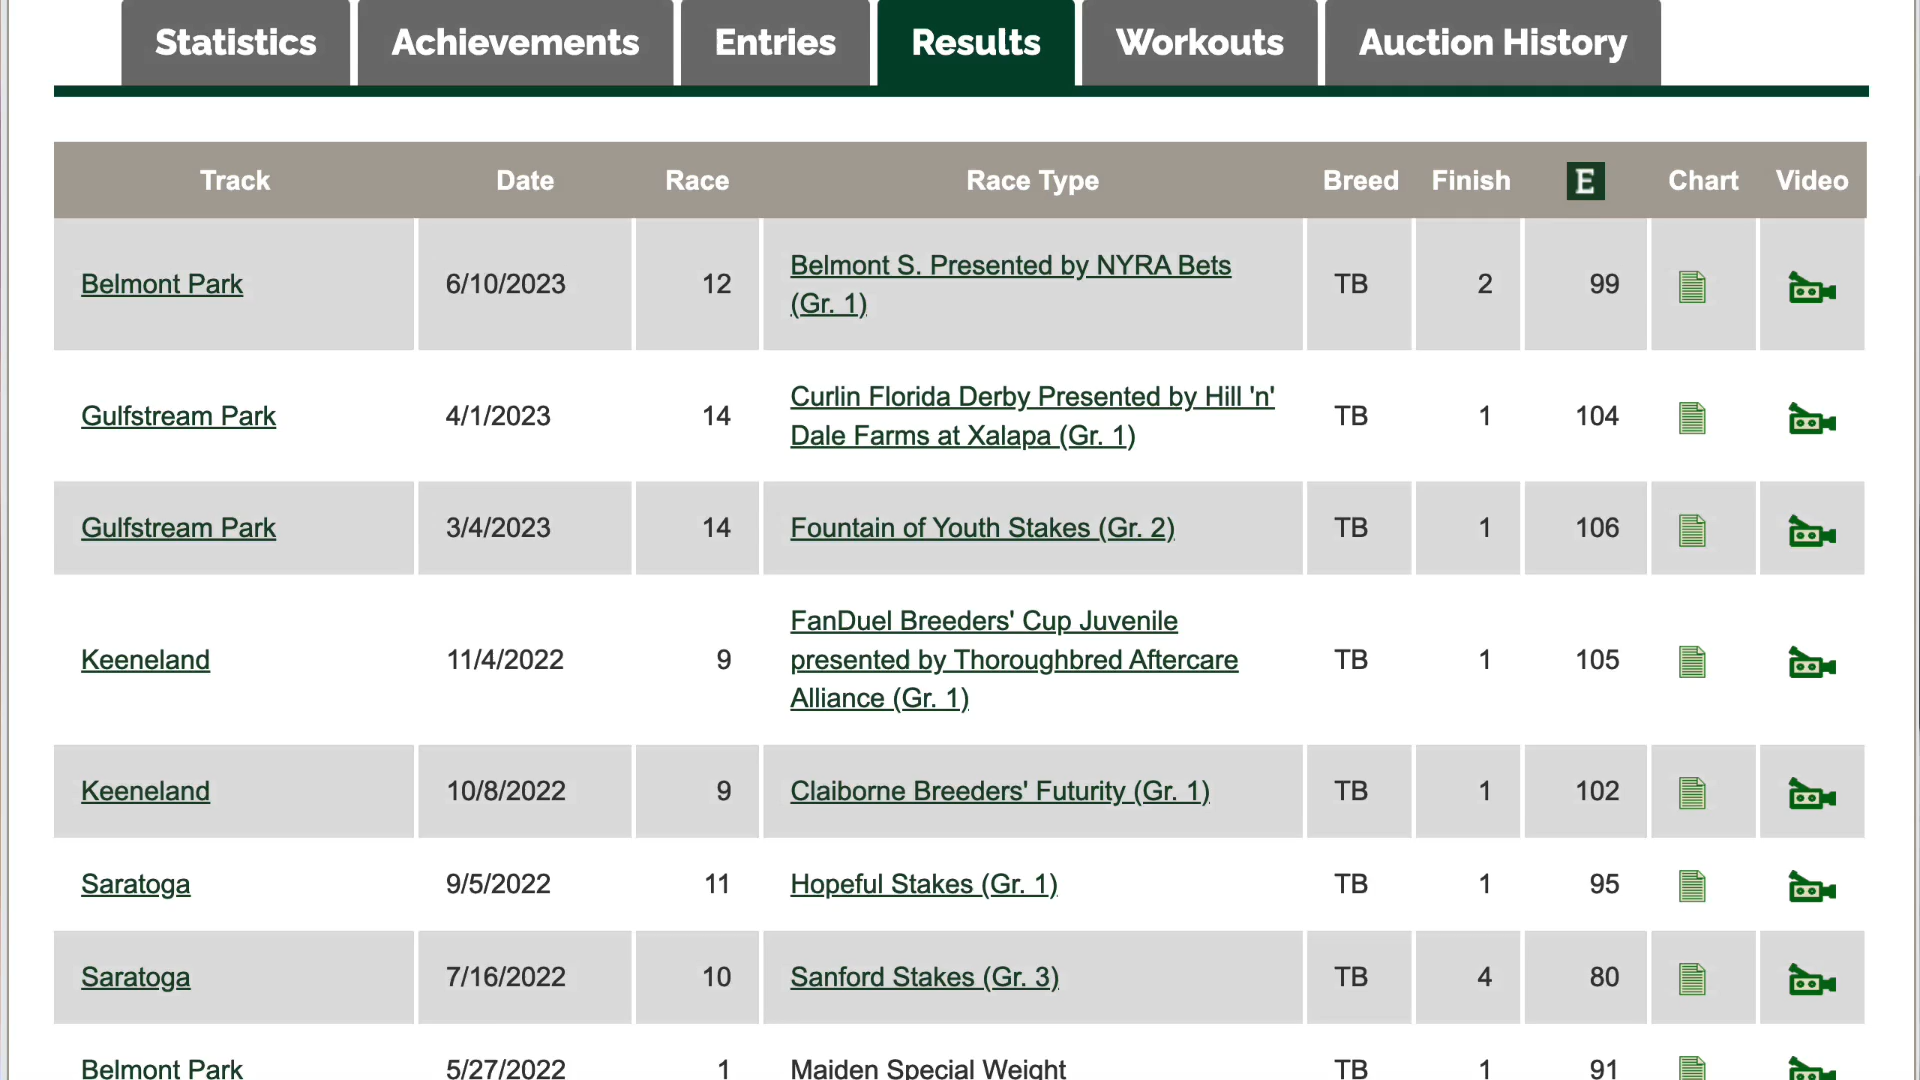 Statistics Achievements Entries Results Workouts Auction History
Track Date Race Race Type Breed Finish E Chart Video
Belmont Park 6/10/2023 12 Belmont S. Presented by NYRA Bets
(Gr. 1) TB 2 99
Gulfstream Park 4/1/2023 14 Curlin Florida Derby Presented by Hill 'n'
Dale Farms at Xalapa (Gr. 1) TB 1 104
Gulfstream Park 3/4/2023 14 Fountain of Youth Stakes (Gr. 2) TB 1 106
Keeneland 11/4/2022 9 FanDuel Breeders' Cup Juvenile
presented by Thoroughbred Aftercare
Alliance (Gr. 1) TB 1 105
Keeneland 10/8/2022 9 Claiborne Breeders' Futurity (Gr. 1) TB 1 102
Saratoga 9/5/2022 11 Hopeful Stakes (Gr. 1) TB 1 95
Saratoga 7/16/2022 10 Sanford Stakes (Gr. 3) TB 4 80
Belmont Park 5/27/2022 1 Maiden Special Weight TB 1 91